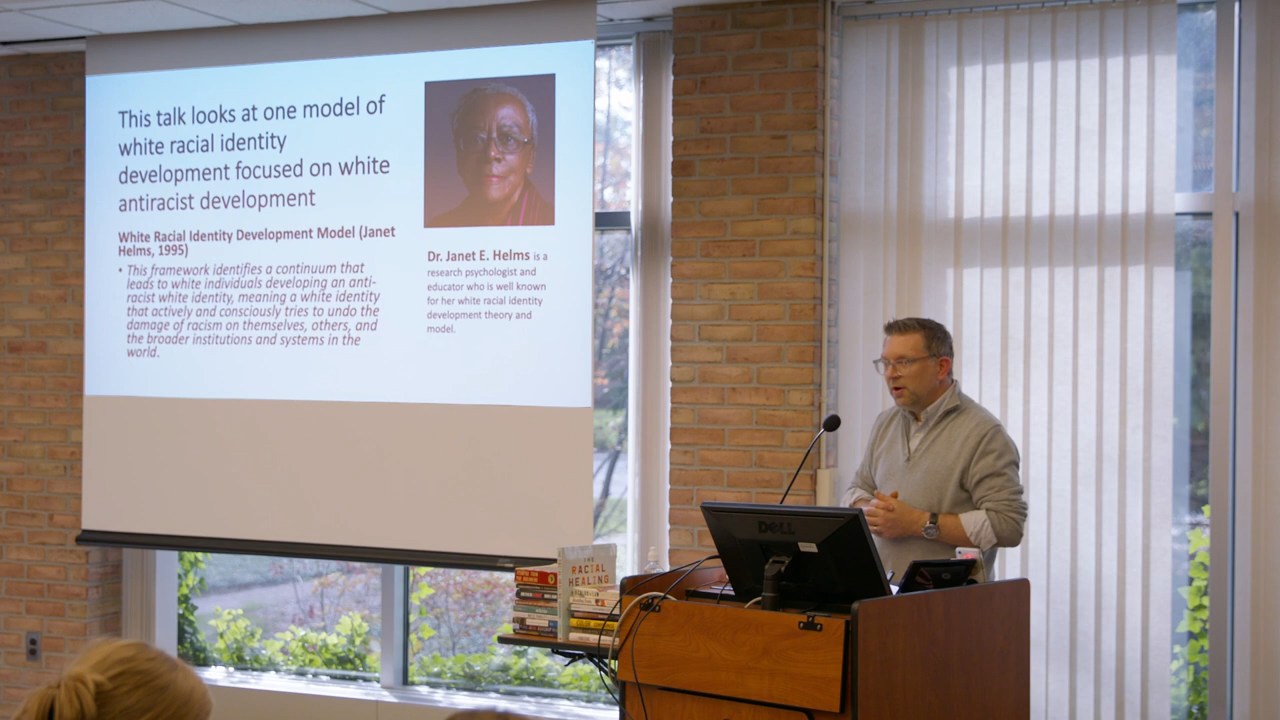 This talk looks at one model of
white racial identity
development focused on white
antiracist development
White Racial Identity Development Model (Janet
Helms, 1995)
• This framework identifies a continuum that
leads to white individuals developing an anti-
racist white identity, meaning a white identity
that actively and consciously tries to undo the
damage of racism on themselves, others, and
the broader institutions and systems in the
world.
Dr. Janet E. Helms is a
research psychologist and
educator who is well known
for her white racial identity
development theory and
model.
THE
RACIAL
HEALING
DELL